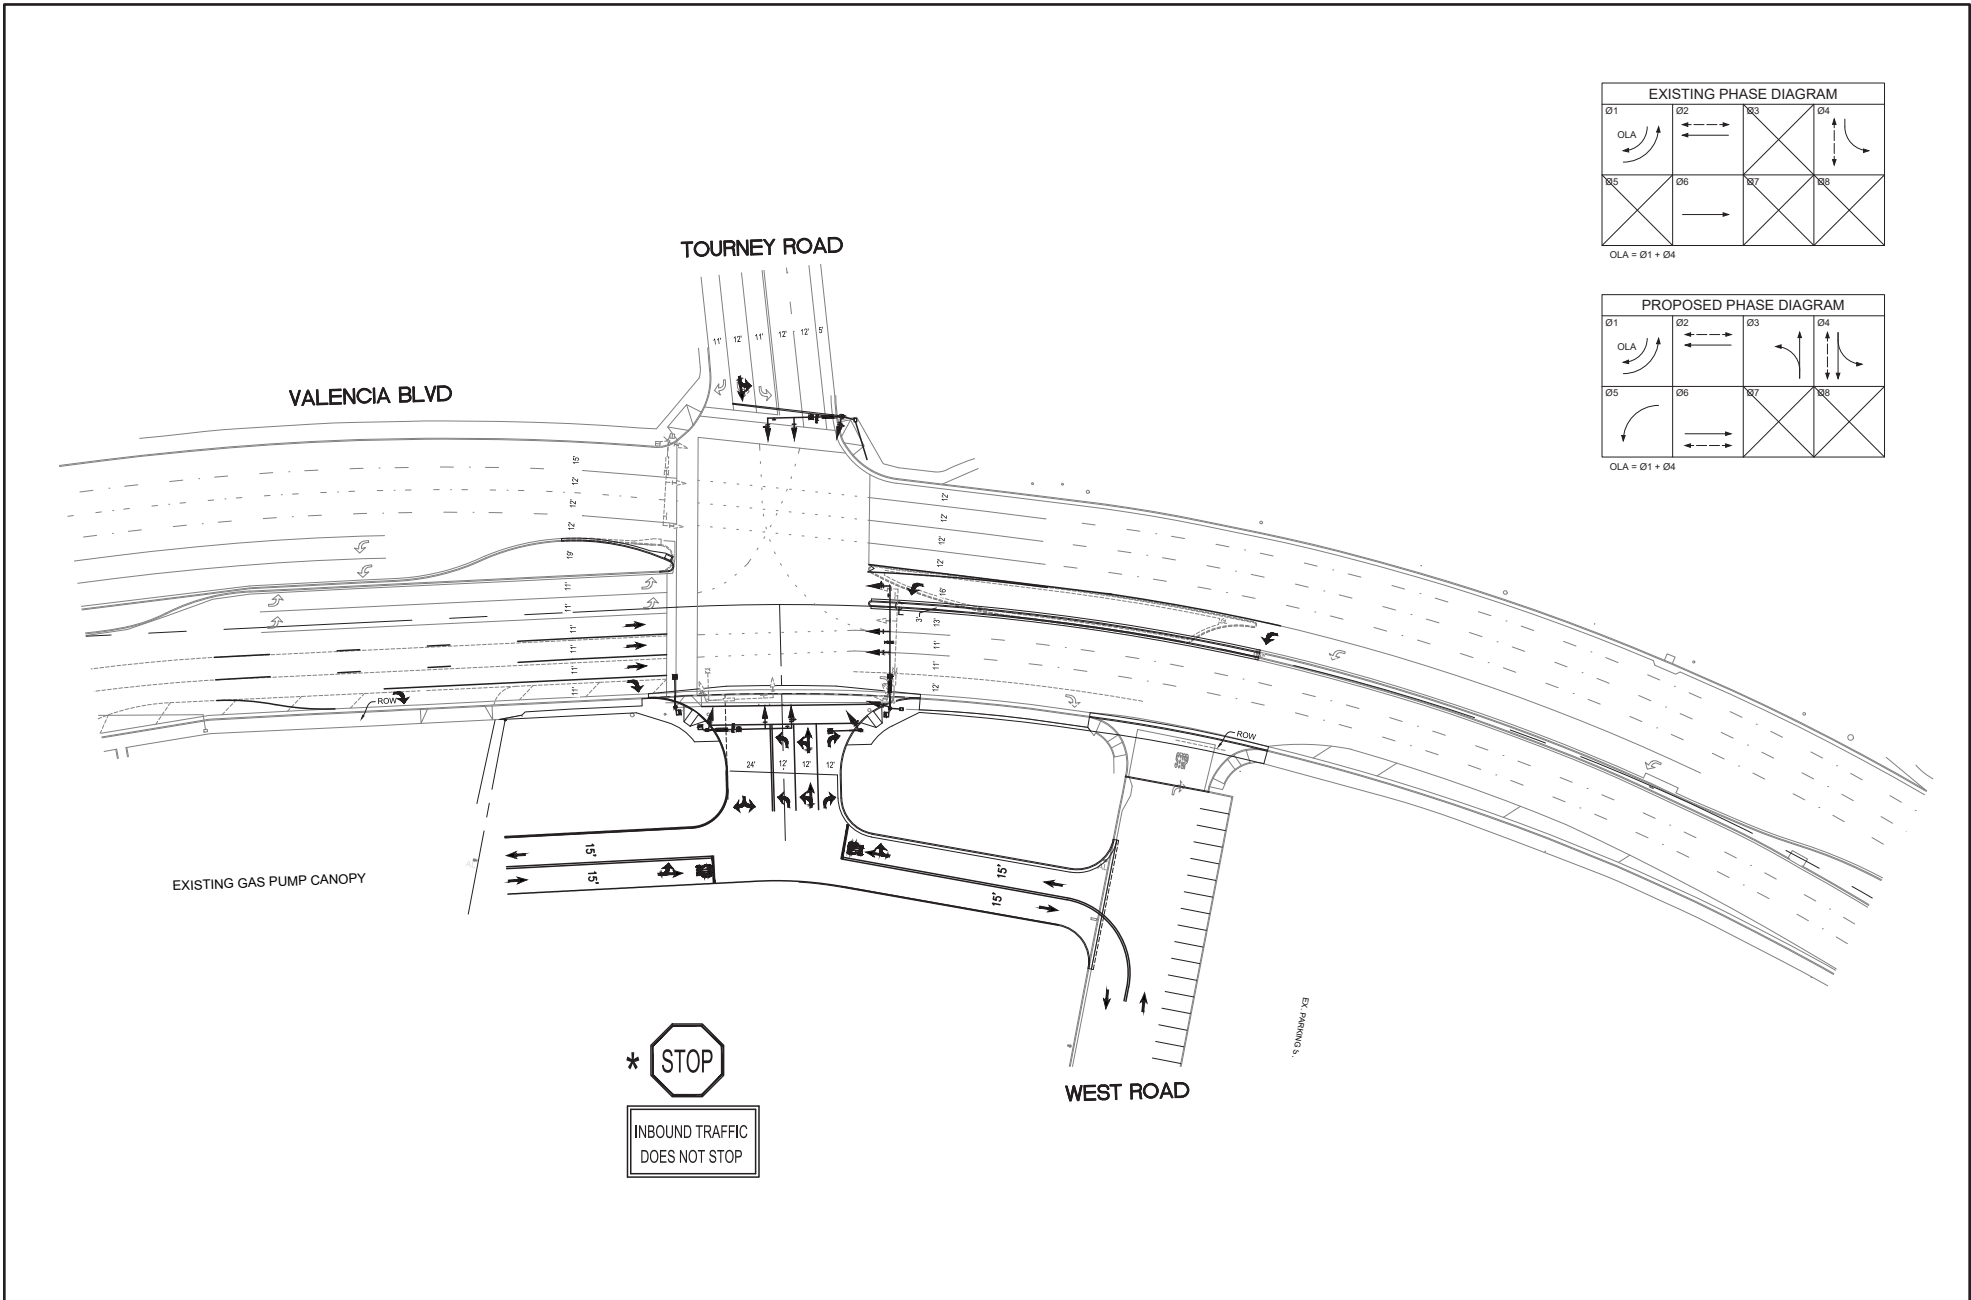 EXISTING PHASE DIAGRAM
Ø1
Ø2
Ø3
Ø4
OLA
Ø5
Ø6
Ø7
Ø8
OLA = Ø1 + Ø4
PROPOSED PHASE DIAGRAM
Ø1
Ø2
Ø3
Ø4
OLA
Ø5
Ø6
Ø7
Ø8
OLA = Ø1 + Ø4
TOURNEY ROAD
11'
12'
11'
12'
12'
5'
VALENCIA BLVD
15'
12'
12'
12'
19'
11'
11'
11'
11'
11'
11'
12'
12'
12'
12'
16'
3'
13'
11'
11'
12'
ROW
ROW
24'
12'
12'
12'
15'
15'
15'
15'
EXISTING GAS PUMP CANOPY
EX. PARKING S.
*
STOP
INBOUND TRAFFIC
DOES NOT STOP
WEST ROAD